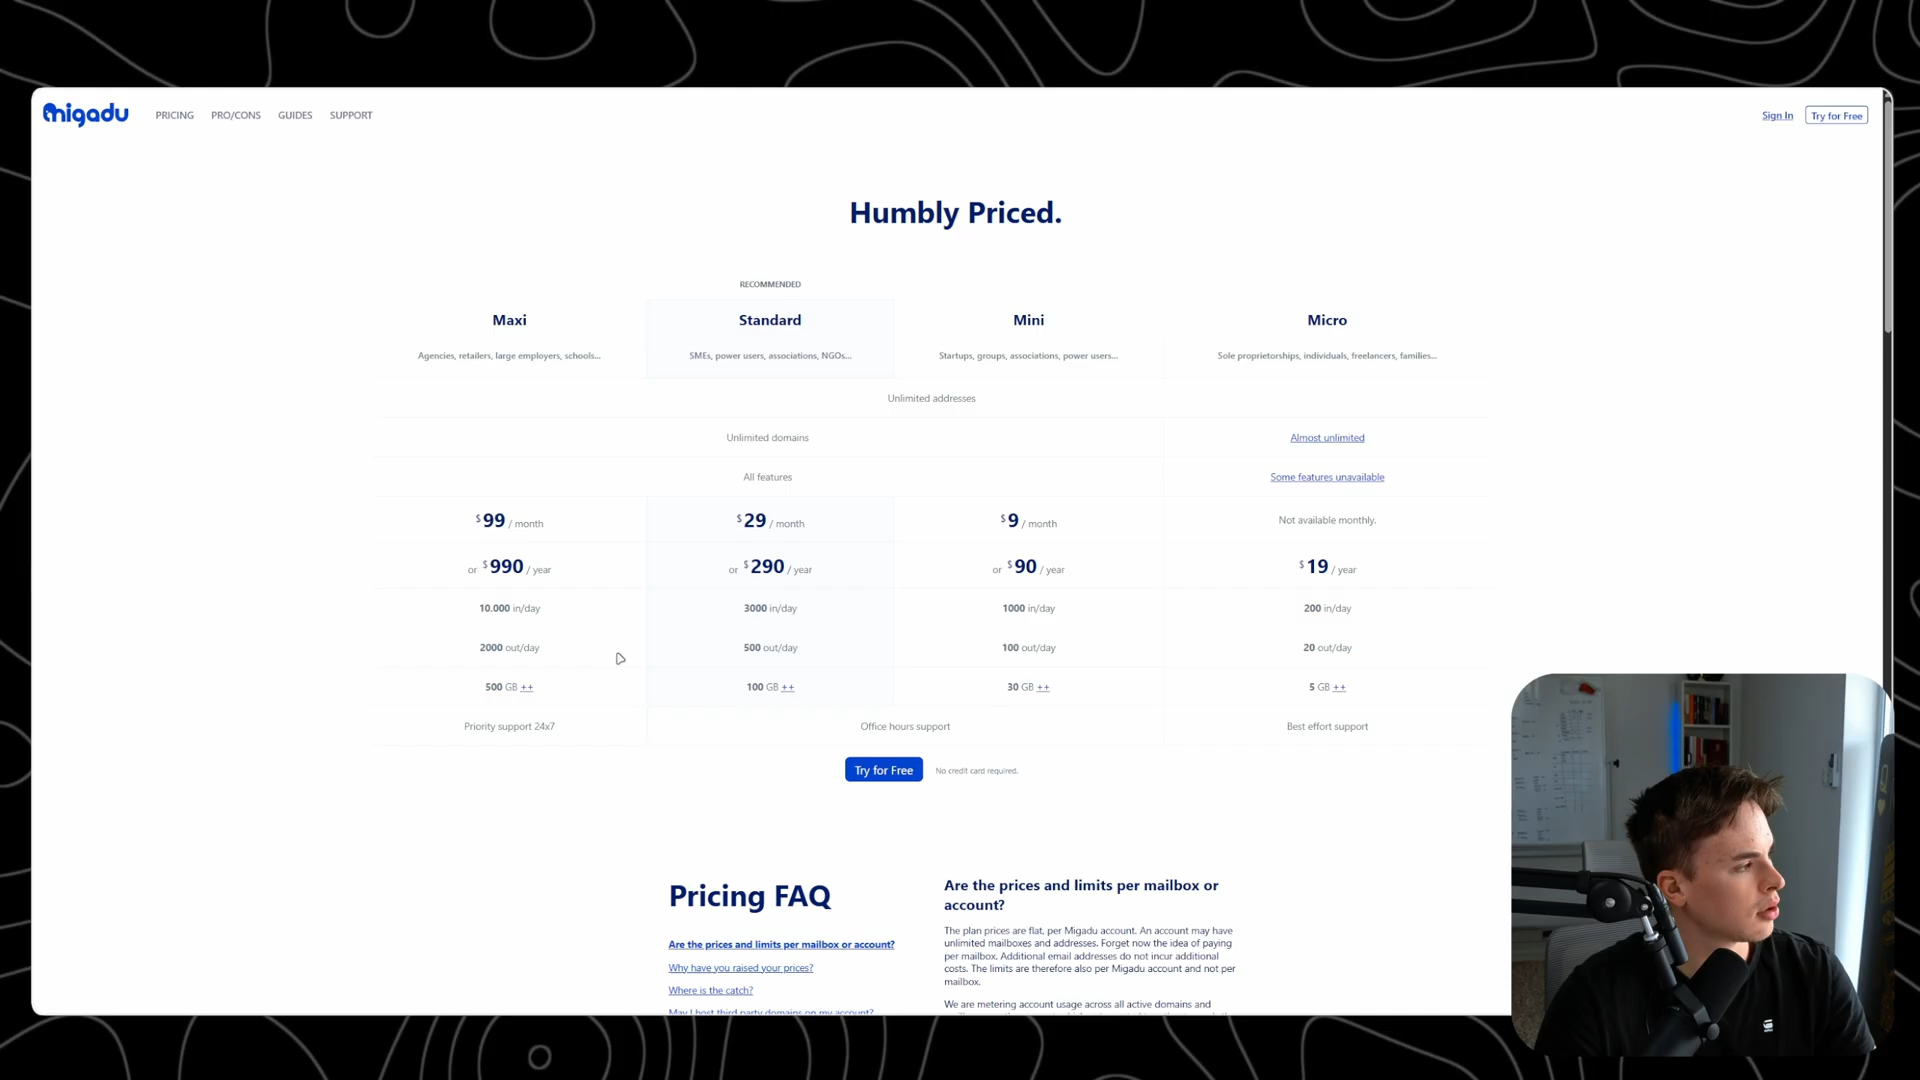 migadu
PRICING PRO/CONS GUIDES SUPPORT
Sign In Try for Free
Humbly Priced.
RECOMMENDED
Maxi Standard Mini Micro
Agencies, retailers, large employers, schools... SMEs, power users, associations, NGOs... Startups, groups, associations, power users... Sole proprietorships, individuals, freelancers, families...
Unlimited addresses
Unlimited domains Almost unlimited
All features Some features unavailable
$99 / month $29 / month $9 / month Not available monthly.
or $990 / year or $290 / year or $90 / year $19 / year
10.000 in/day 3000 in/day 1000 in/day 200 in/day
2000 out/day 500 out/day 100 out/day 20 out/day
500 GB ++ 100 GB ++ 30 GB ++ 5 GB ++
Priority support 24x7 Office hours support Best effort support
Try for Free No credit card required.
Pricing FAQ
Are the prices and limits per mailbox or account?
Why have you raised your prices?
Where is the catch?
May I host third party domains on my account?
Are the prices and limits per mailbox or
account?
The plan prices are flat, per Migadu account. An account may have
unlimited mailboxes and addresses. Forget now the idea of paying
per mailbox. Additional email addresses do not incur additional
costs. The limits are therefore also per Migadu account and not per
mailbox.
We are metering account usage across all active domains and